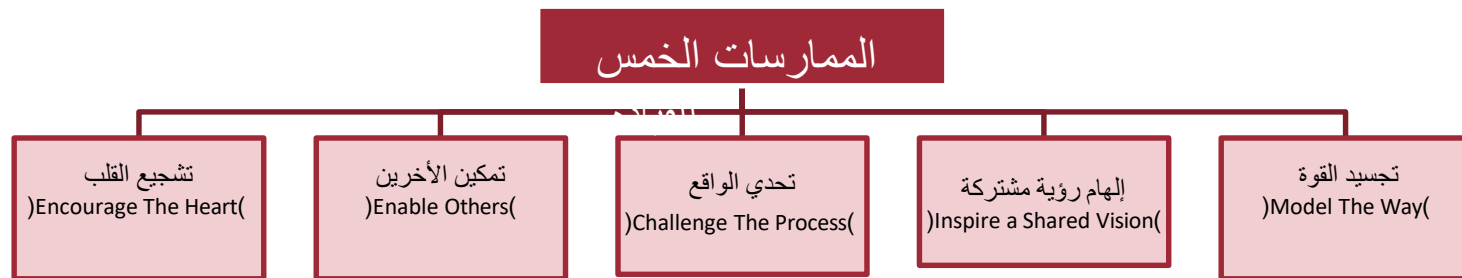 الممارسات الخمس
تجسيد القوة
)Model The Way(
إلهام رؤية مشتركة
)Inspire a Shared Vision(
تحدي الواقع
)Challenge The Process(
تمكين الأخرين
)Enable Others(
تشجيع القلب
)Encourage The Heart(